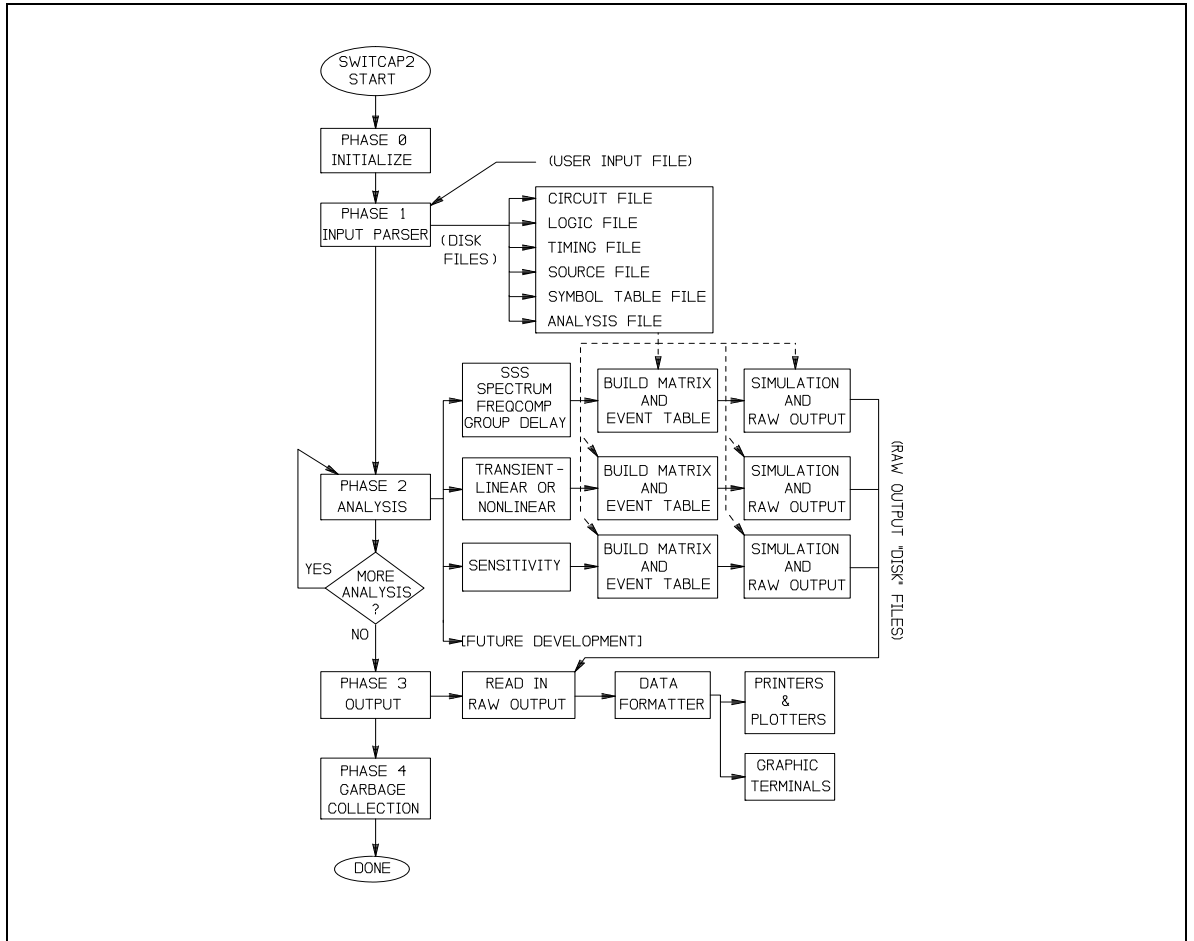 SWITCAP2
START
PHASE 0
INITIALIZE
(USER INPUT FILE)
PHASE 1
INPUT PARSER
(DISK
FILES)
CIRCUIT FILE
LOGIC FILE
TIMING FILE
SOURCE FILE
SYMBOL TABLE FILE
ANALYSIS FILE
SSS
SPECTRUM
FREQCOMP
GROUP DELAY
BUILD MATRIX
AND
EVENT TABLE
SIMULATION
AND
RAW OUTPUT
PHASE 2
ANALYSIS
TRANSIENT-
LINEAR OR
NONLINEAR
BUILD MATRIX
AND
EVENT TABLE
SIMULATION
AND
RAW OUTPUT
(RAW OUTPUT "DISK" FILES)
YES
MORE
ANALYSIS
?
NO
SENSITIVITY
BUILD MATRIX
AND
EVENT TABLE
SIMULATION
AND
RAW OUTPUT
[FUTURE DEVELOPMENT]
PHASE 3
OUTPUT
READ IN
RAW OUTPUT
DATA
FORMATTER
PRINTERS
&
PLOTTERS
GRAPHIC
TERMINALS
PHASE 4
GARBAGE
COLLECTION
DONE